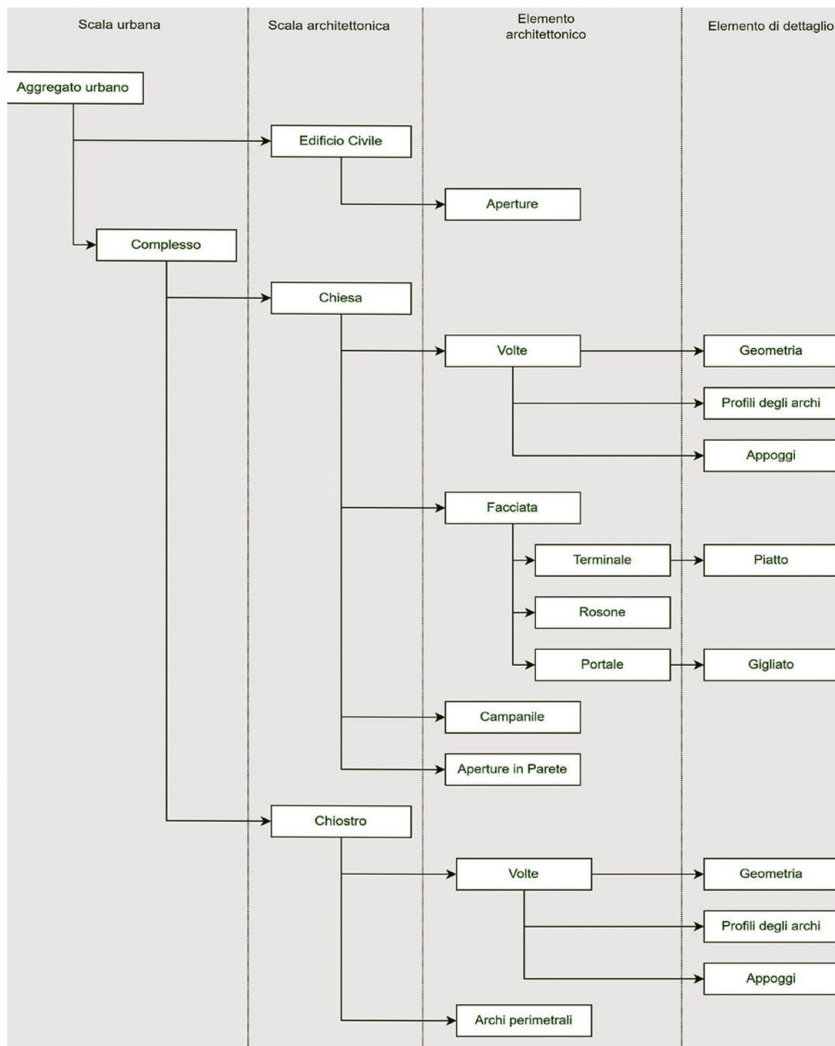 Scala urbana
Scala architettonica
Elemento
architettonico
Elemento di dettaglio
Aggregato urbano
Edificio Civile
Aperture
Complesso
Chiesa
Volte
Geometria
Profili degli archi
Appoggi
Facciata
Terminale
Piatto
Rosone
Portale
Gigliato
Campanile
Aperture in Parete
Chiostro
Volte
Geometria
Profili degli archi
Appoggi
Archi perimetrali